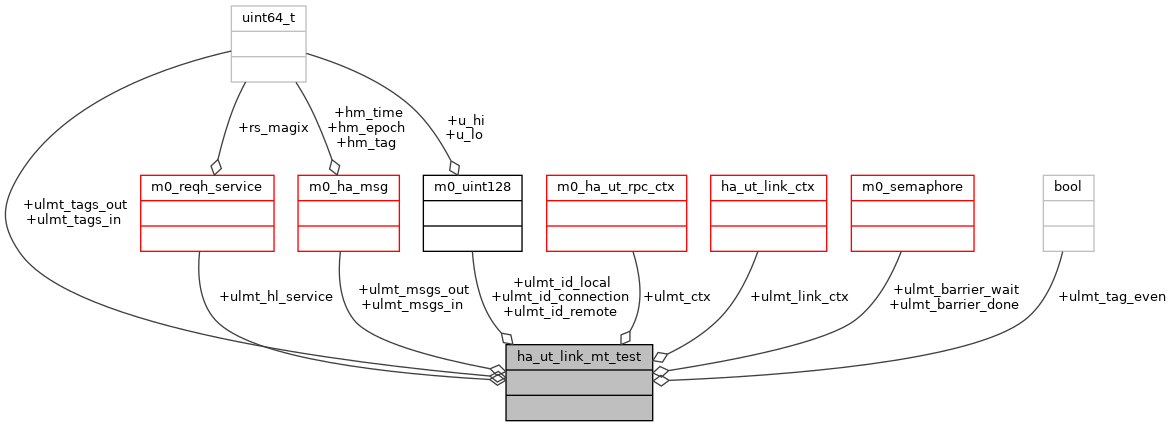 uint64_t
+rs_magix
+hm_time
+hm_epoch
+hm_tag
+u_hi
+u_lo
m0_reqh_service
m0_ha_msg
m0_uint128
m0_ha_ut_rpc_ctx
ha_ut_link_ctx
m0_semaphore
bool
+ulmt_tags_out
+ulmt_tags_in
+ulmt_hl_service
+ulmt_msgs_out
+ulmt_msgs_in
+ulmt_id_local
+ulmt_id_connection
+ulmt_id_remote
+ulmt_ctx
+ulmt_link_ctx
+ulmt_barrier_wait
+ulmt_barrier_done
+ulmt_tag_even
ha_ut_link_mt_test